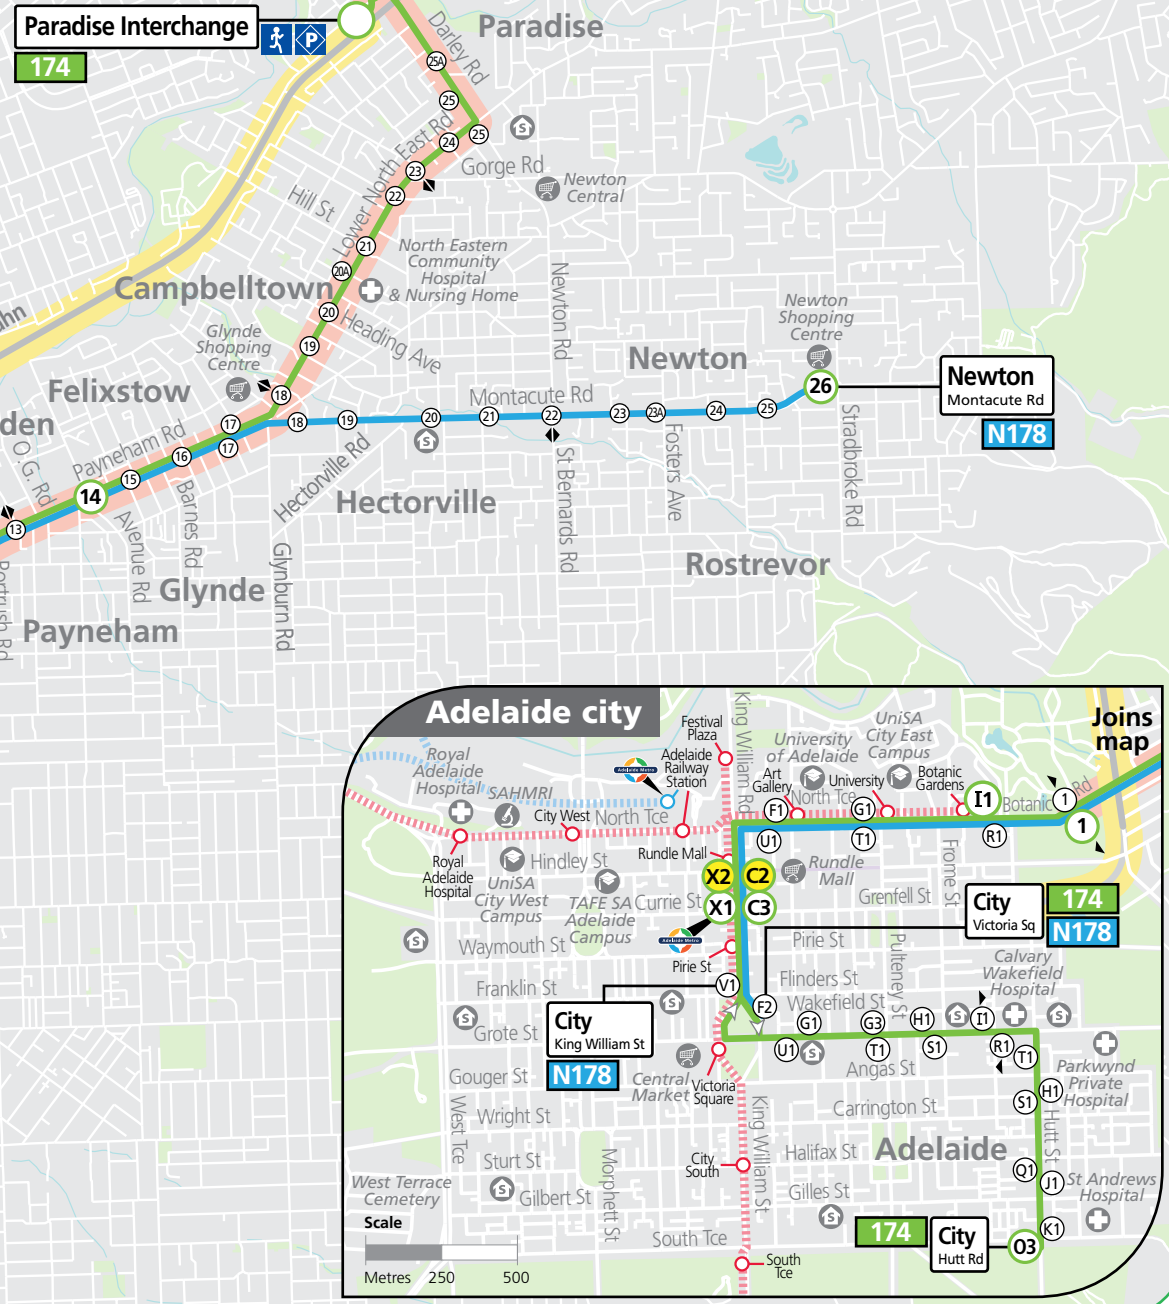 Paradise Interchange
P
174
Paradise
Darley Rd
25A
25
25
24
Gorge Rd
23
Lower North East Rd
22
Newton
Central
Hill St
21
20A
North Eastern
Community
Hospital
& Nursing Home
Campbelltown
20
Heading Ave
19
Newton Rd
Newton
Shopping
Centre
Glynde
Shopping
Centre
Newton
26
Newton
Montacute Rd
N178
Felixstow
18
Montacute Rd
17
18
19
20
21
22
23
23A
24
25
den
O.G. Rd
Payneham Rd
17
16
15
14
13
Hectorville Rd
Hectorville
St Bernards Rd
Fosters Ave
Stradbroke Rd
Barnes Rd
Avenue Rd
Glynburn Rd
Rostrevor
Glynde
Payneham
Portrush Rd
Adelaide city
Joins
map
Festival
Plaza
King William Rd
Adelaide
Railway
Station
Adelaide Metro
University
of Adelaide
UniSA
City East
Campus
Royal
Adelaide
Hospital
SAHMRI
Art
Gallery
University
Botanic
Gardens
North Tce
F1
G1
I1
Botanic Rd
1
1
City West
North Tce
U1
T1
R1
Royal
Adelaide
Hospital
Hindley St
Rundle Mall
Rundle
Mall
Frome St
UniSA
City West
Campus
TAFE SA
Adelaide
Campus
Currie St
X2
C2
X1
C3
Grenfell St
City
Victoria Sq
174
N178
Waymouth St
Adelaide Metro
Pirie St
Pirie St
Pulteney St
Franklin St
V1
Flinders St
F2
Wakefield St
Calvary
Wakefield
Hospital
City
King William St
N178
Grote St
G1
G3
H1
I1
U1
T1
S1
R1
T1
Angas St
Parkwynd
Private
Hospital
Gouger St
Central
Market
Victoria
Square
H1
S1
West Tce
Wright St
King William St
Carrington St
Hutt St
Sturt St
Morphett St
City
South
Halifax St
Adelaide
Q1
J1
St Andrews
Hospital
West Terrace
Cemetery
Gilbert St
Gilles St
K1
Scale
South Tce
174
City
Hutt Rd
O3
Metres 250 500
South
Tce